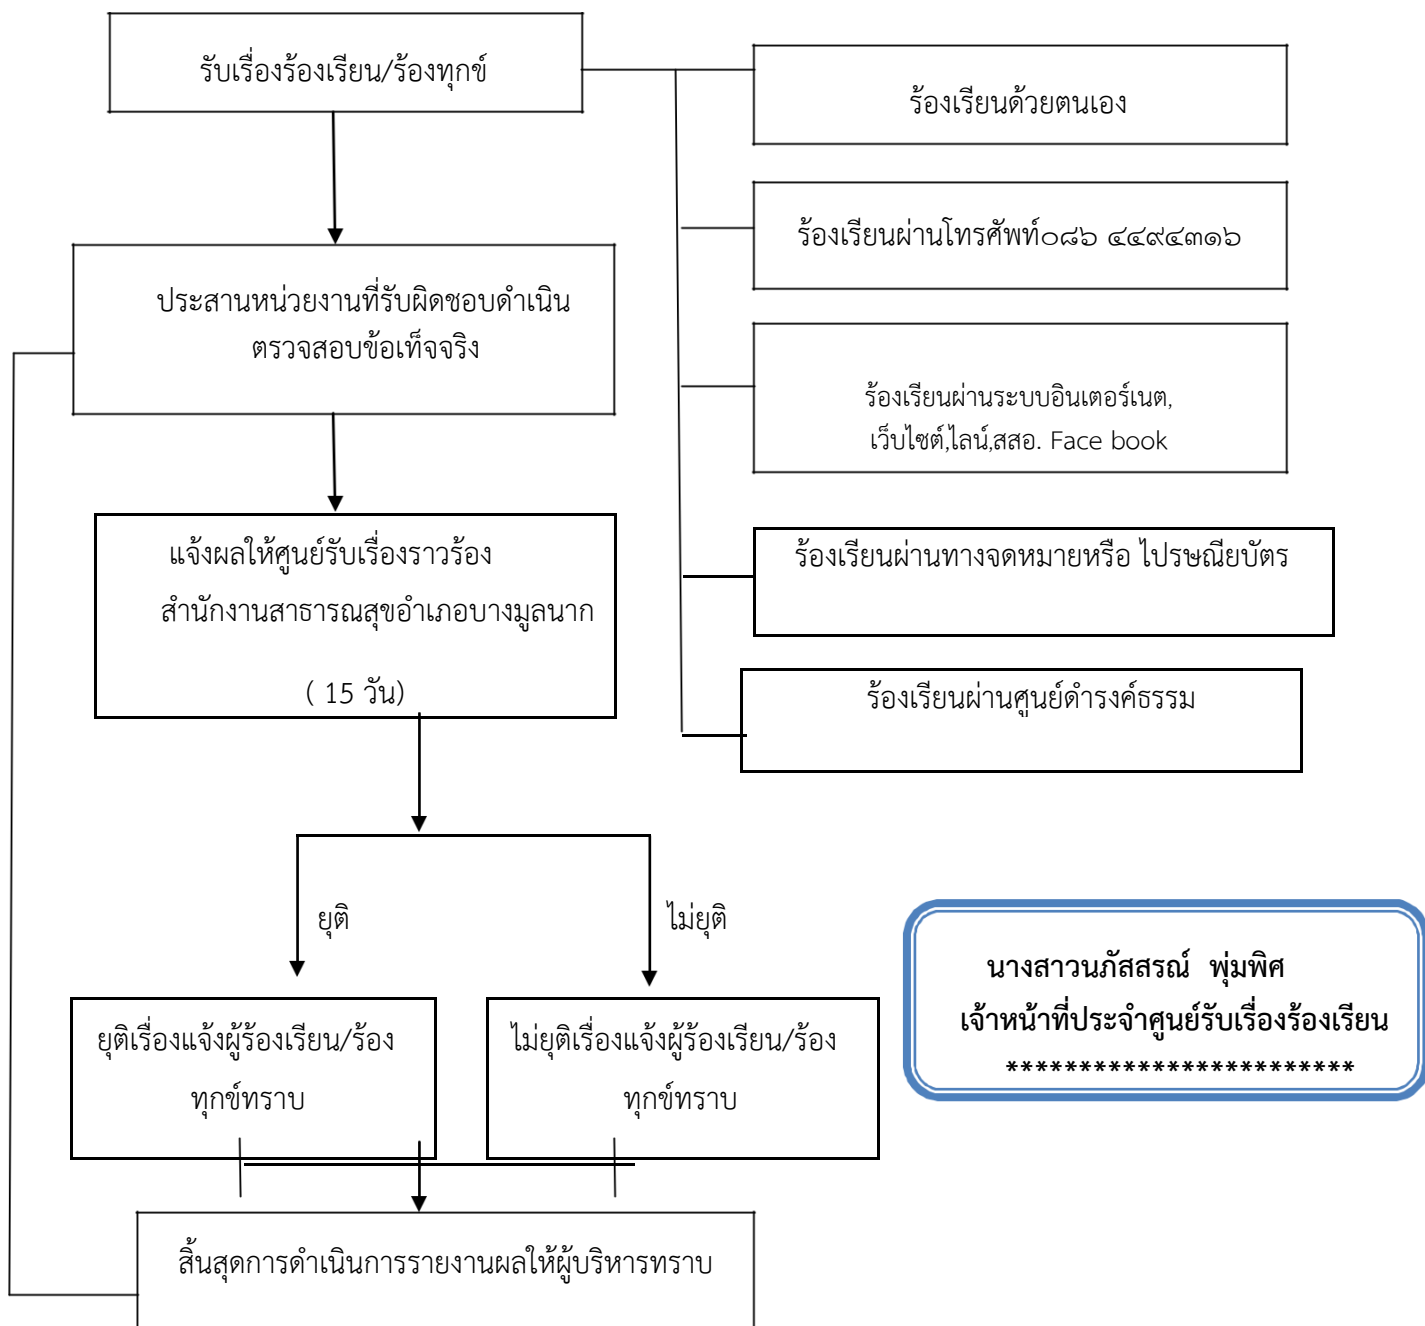 รับเรื่องร้องเรียน/ร้องทุกข์
ร้องเรียนด้วยตนเอง
ร้องเรียนผ่านโทรศัพท์๐๘๖ ๔๔๙๔๓๑๖
ประสานหน่วยงานที่รับผิดชอบดำเนิน
ตรวจสอบข้อเท็จจริง
ร้องเรียนผ่านระบบอินเตอร์เนต,
เว็บไซต์,ไลน์,สสอ. Face book
แจ้งผลให้ศูนย์รับเรื่องราวร้อง
สำนักงานสาธารณสุขอำเภอบางมูลนาก
( 15 วัน)
ร้องเรียนผ่านทางจดหมายหรือ ไปรษณียบัตร
ร้องเรียนผ่านศูนย์ดำรงค์ธรรม
ยุติ
ไม่ยุติ
ยุติเรื่องแจ้งผู้ร้องเรียน/ร้อง
ทุกข์ทราบ
ไม่ยุติเรื่องแจ้งผู้ร้องเรียน/ร้อง
ทุกข์ทราบ
นางสาวนภัสสรณ์ พุ่มพิศ
เจ้าหน้าที่ประจำศูนย์รับเรื่องร้องเรียน
************************
สิ้นสุดการดำเนินการรายงานผลให้ผู้บริหารทราบ